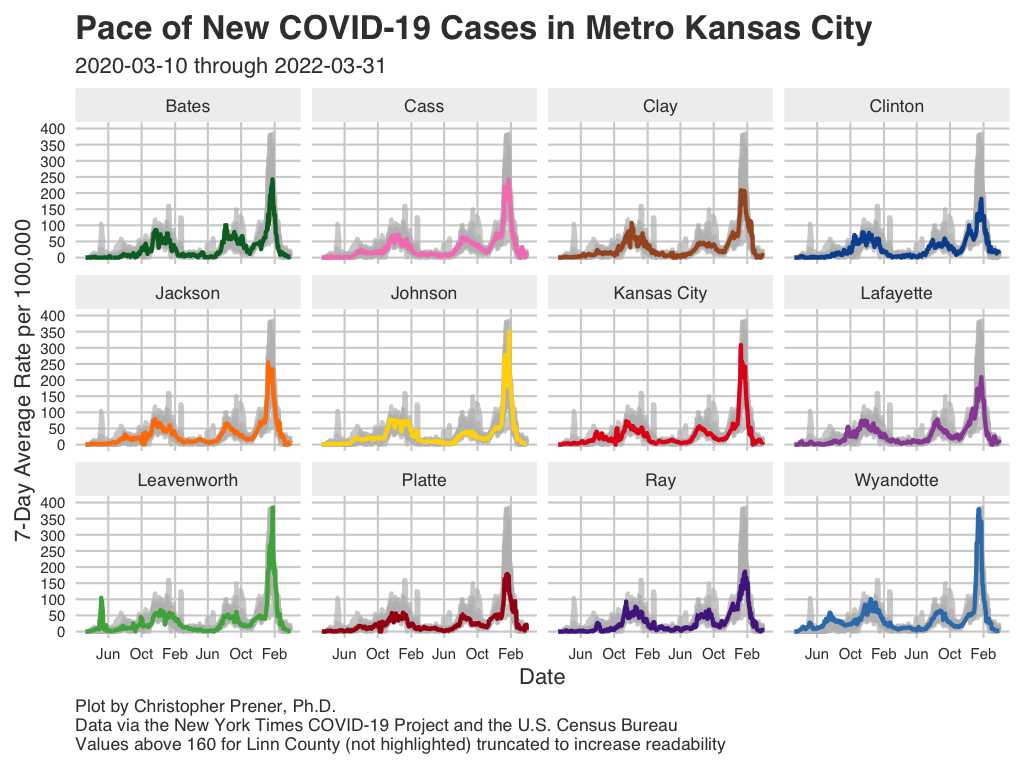 Pace of New COVID-19 Cases in Metro Kansas City
2020-03-10 through 2022-03-31
Bates Cass Clay Clinton
400
350
300
250
200
150
100
50
0
Jackson Johnson Kansas City Lafayette
400
350
300
250
200
150
100
50
0
Leavenworth Platte Ray Wyandotte
400
350
300
250
200
150
100
50
0
7-Day Average Rate per 100,000
Jun Oct Feb Jun Oct Feb Jun Oct Feb Jun Oct Feb Jun Oct Feb Jun Oct Feb Jun Oct Feb Jun Oct Feb
Date
Plot by Christopher Prener, Ph.D.
Data via the New York Times COVID-19 Project and the U.S. Census Bureau
Values above 160 for Linn County (not highlighted) truncated to increase readability